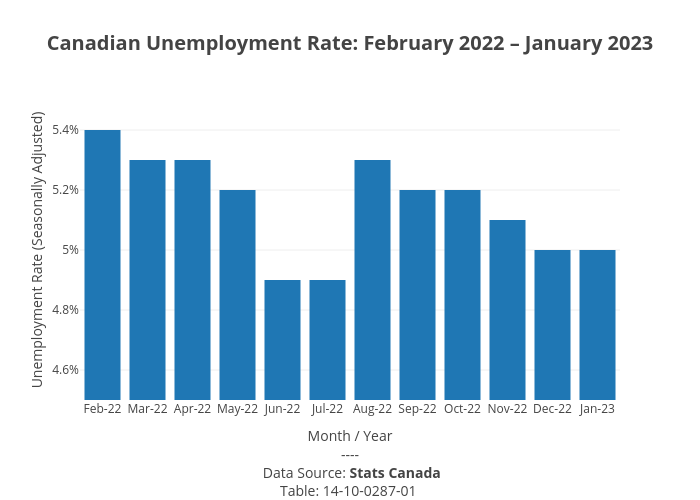 Canadian Unemployment Rate: February 2022 – January 2023
Unemployment Rate (Seasonally Adjusted)
5.4%
5.2%
5%
4.8%
4.6%
Feb-22 Mar-22 Apr-22 May-22 Jun-22 Jul-22 Aug-22 Sep-22 Oct-22 Nov-22 Dec-22 Jan-23
Month / Year
----
Data Source: Stats Canada
Table: 14-10-0287-01